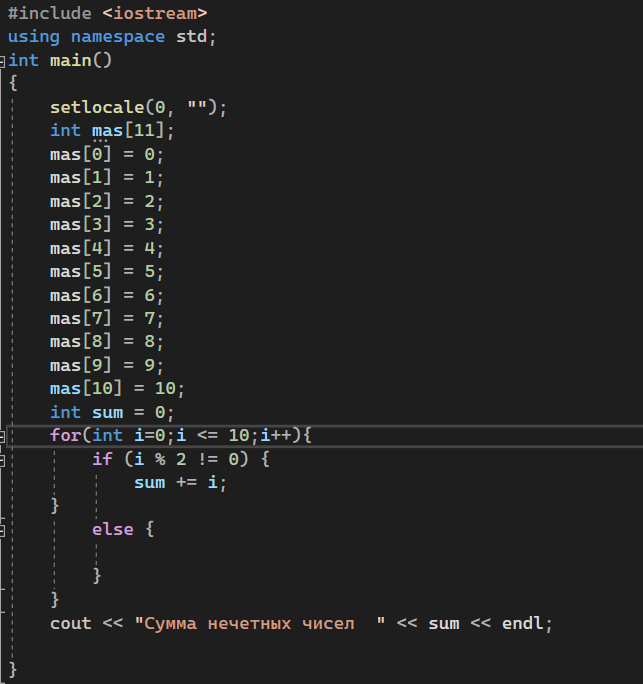 #include <iostream>
using namespace std;
int main()
{
    setlocale(0, "");
    int mas[11];
    mas[0] = 0;
    mas[1] = 1;
    mas[2] = 2;
    mas[3] = 3;
    mas[4] = 4;
    mas[5] = 5;
    mas[6] = 6;
    mas[7] = 7;
    mas[8] = 8;
    mas[9] = 9;
    mas[10] = 10;
    int sum = 0;
    for(int i=0;i <= 10;i++){
        if (i % 2 != 0) {
            sum += i;
    }
        else {

        }
    }
    cout << "Сумма нечетных чисел  " << sum << endl;

}